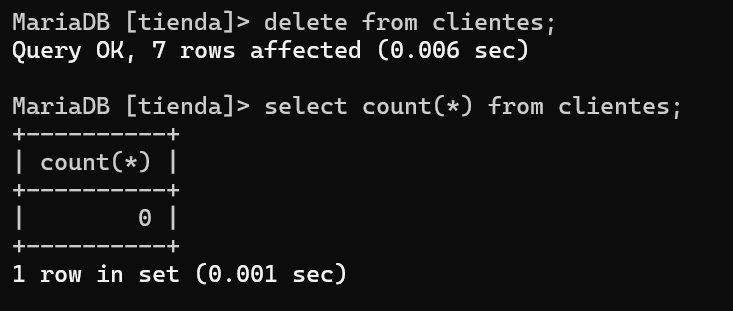 MariaDB [tienda]> delete from clientes;
Query OK, 7 rows affected (0.006 sec)
MariaDB [tienda]> select count(*) from clientes;
+----------+
| count(*) |
+----------+
|        0 |
+----------+
1 row in set (0.001 sec)